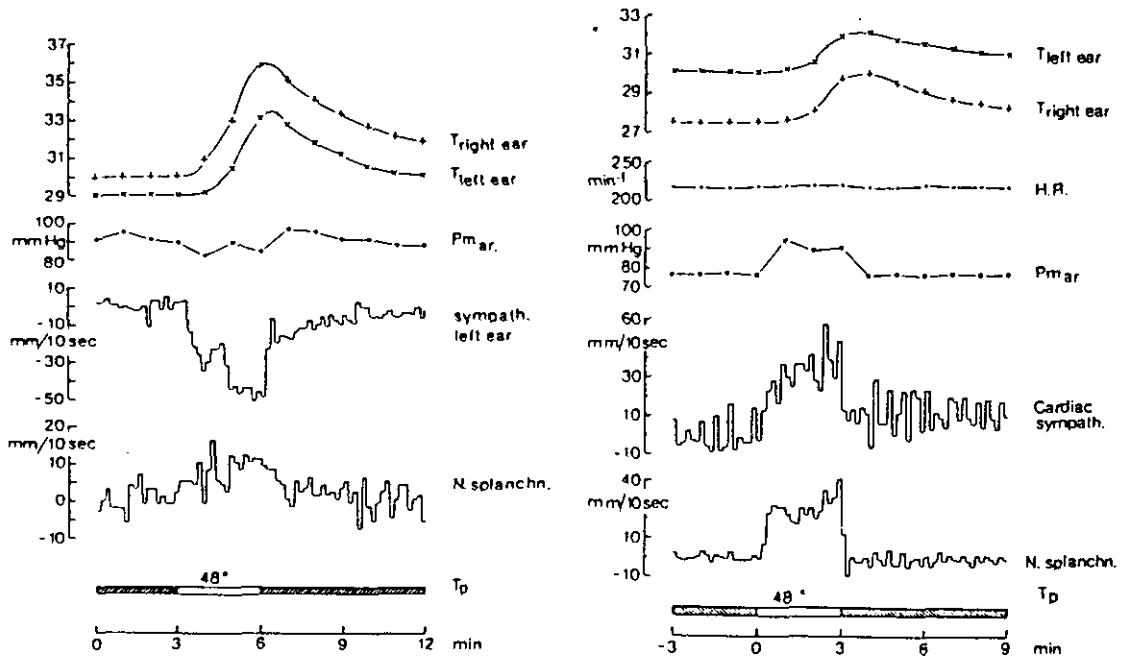 37
35
33
31
29
T right ear
T left ear
100
mm Hg
80
Pm ar.
10
-10
mm/10 sec
-30
-50
sympath.
left ear
20
mm/10 sec
10
0
-10
N. splanchn.
48°
Tp
0 3 6 9 12 min
33
31
29
27
T left ear
T right ear
250
min⁻¹
200
H.R.
100
mmHg
80
70
Pm ar
60
mm/10 sec
30
10
-10
Cardiac
sympath.
40
mm/10 sec
10
-10
N. splanchn.
48°
Tp
-3 0 3 6 9 min